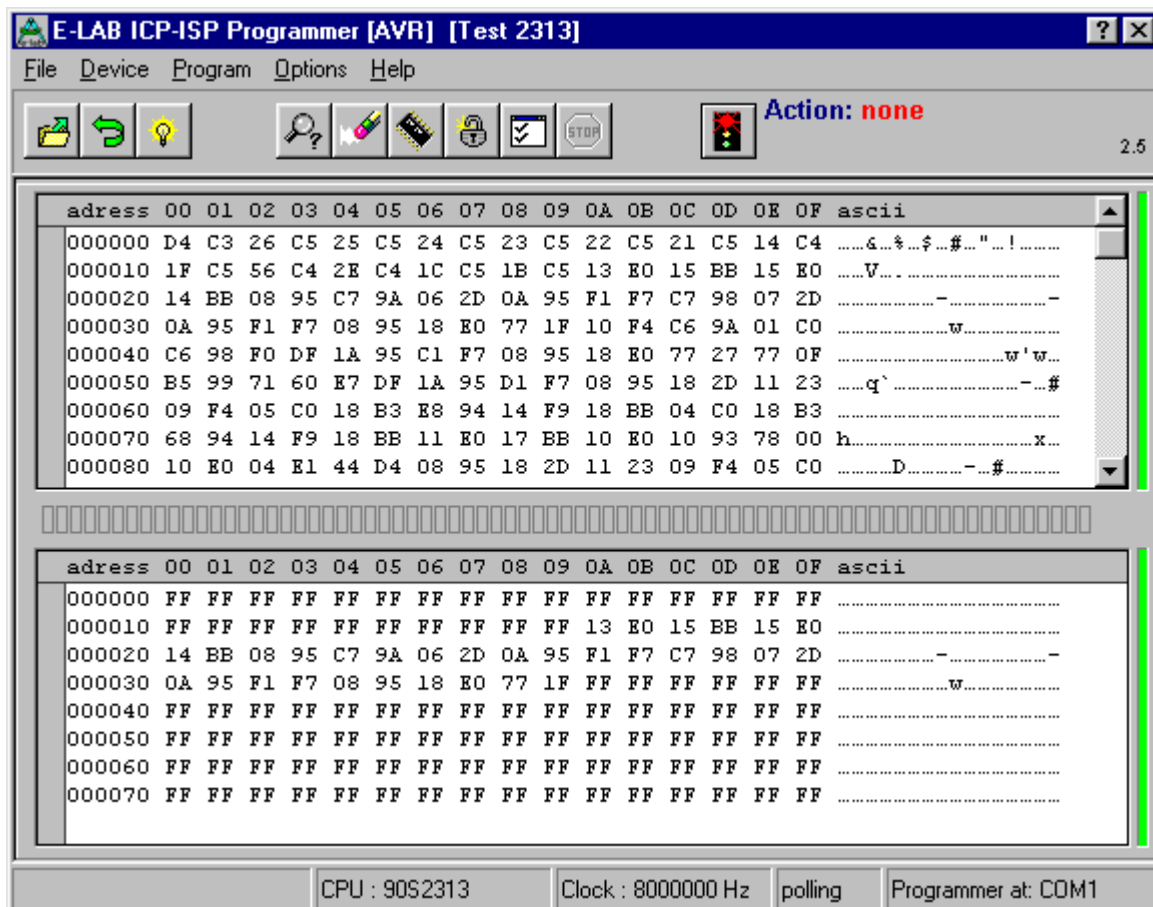 E-LAB ICP-ISP Programmer [AVR] [Test 2313]
File Device Program Options Help
STOP
Action: none
2.5
adress 00 01 02 03 04 05 06 07 08 09 0A 0B 0C 0D 0E 0F ascii
000000 D4 C3 26 C5 25 C5 24 C5 23 C5 22 C5 21 C5 14 C4 ......&...%...$...#..."...!.........
000010 1F C5 56 C4 2E C4 1C C5 1B C5 13 E0 15 BB 15 E0 ......V....................................
000020 14 BB 08 95 C7 9A 06 2D 0A 95 F1 F7 C7 98 07 2D .....................-.....................-
000030 0A 95 F1 F7 08 95 18 E0 77 1F 10 F4 C6 9A 01 C0 ........................w.....................
000040 C6 98 F0 DF 1A 95 C1 F7 08 95 18 E0 77 27 77 0F ....................................w'w...
000050 B5 99 71 60 E7 DF 1A 95 D1 F7 08 95 18 2D 11 23 ......q`...........................-...#
000060 09 F4 05 C0 18 B3 E8 94 14 F9 18 BB 04 C0 18 B3 ................................................
000070 68 94 14 F9 18 BB 11 E0 17 BB 10 E0 10 93 78 00 h.......................................x...
000080 10 E0 04 E1 44 D4 08 95 18 2D 11 23 09 F4 05 C0 ............D............-...#............
adress 00 01 02 03 04 05 06 07 08 09 0A 0B 0C 0D 0E 0F ascii
000000 FF FF FF FF FF FF FF FF FF FF FF FF FF FF FF FF ................................................
000010 FF FF FF FF FF FF FF FF FF FF 13 E0 15 BB 15 E0 ................................................
000020 14 BB 08 95 C7 9A 06 2D 0A 95 F1 F7 C7 98 07 2D .....................-.....................-
000030 0A 95 F1 F7 08 95 18 E0 77 1F FF FF FF FF FF FF ........................w.....................
000040 FF FF FF FF FF FF FF FF FF FF FF FF FF FF FF FF ................................................
000050 FF FF FF FF FF FF FF FF FF FF FF FF FF FF FF FF ................................................
000060 FF FF FF FF FF FF FF FF FF FF FF FF FF FF FF FF ................................................
000070 FF FF FF FF FF FF FF FF FF FF FF FF FF FF FF FF ................................................
CPU : 90S2313 Clock : 8000000 Hz polling Programmer at: COM1